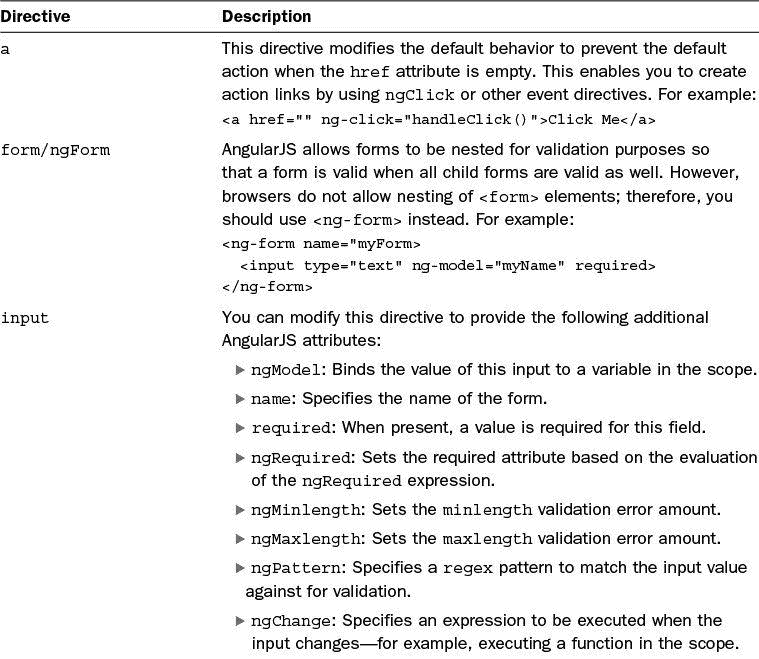 Directive Description
a This directive modifies the default behavior to prevent the default
action when the href attribute is empty. This enables you to create
action links by using ngClick or other event directives. For example:
<a href="" ng-click="handleClick()">Click Me</a>
form/ngForm AngularJS allows forms to be nested for validation purposes so
that a form is valid when all child forms are valid as well. However,
browsers do not allow nesting of <form> elements; therefore, you
should use <ng-form> instead. For example:
<ng-form name="myForm>
<input type="text" ng-model="myName" required>
</ng-form>
input You can modify this directive to provide the following additional
AngularJS attributes:
▶ ngModel: Binds the value of this input to a variable in the scope.
▶ name: Specifies the name of the form.
▶ required: When present, a value is required for this field.
▶ ngRequired: Sets the required attribute based on the evaluation
of the ngRequired expression.
▶ ngMinlength: Sets the minlength validation error amount.
▶ ngMaxlength: Sets the maxlength validation error amount.
▶ ngPattern: Specifies a regex pattern to match the input value
against for validation.
▶ ngChange: Specifies an expression to be executed when the
input changes—for example, executing a function in the scope.